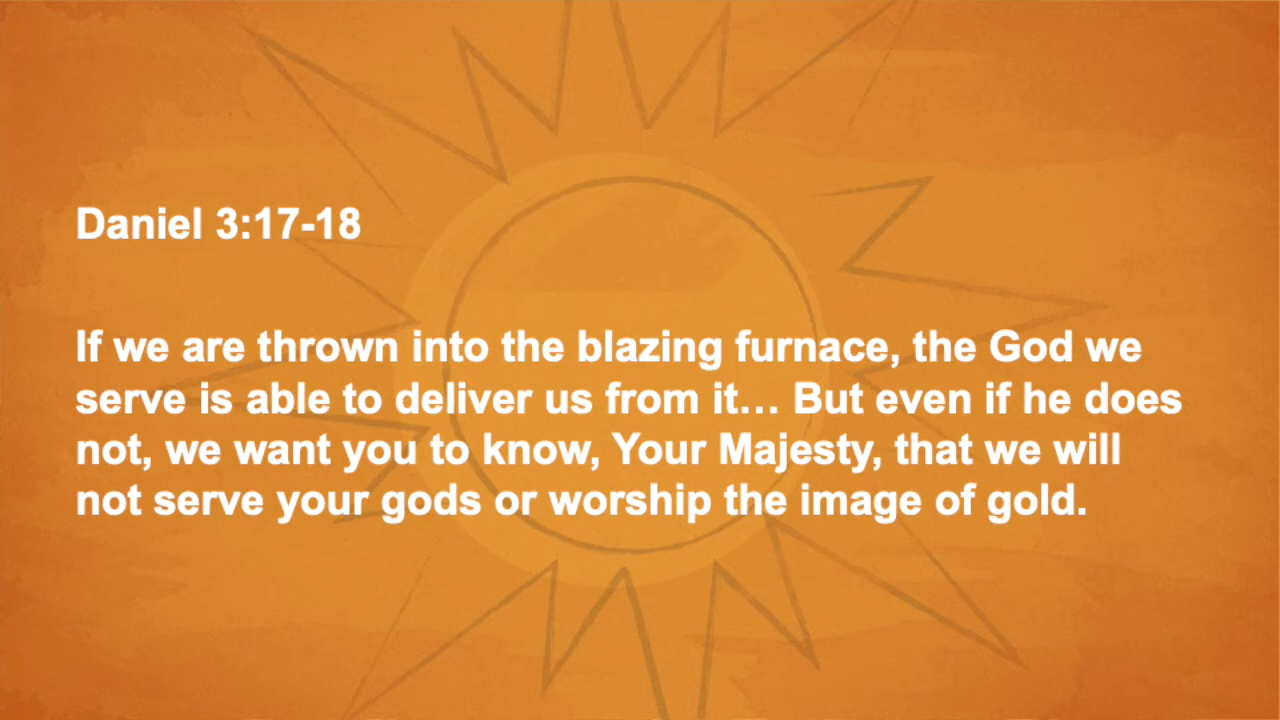 Daniel 3:17-18
If we are thrown into the blazing furnace, the God we
serve is able to deliver us from it… But even if he does
not, we want you to know, Your Majesty, that we will
not serve your gods or worship the image of gold.